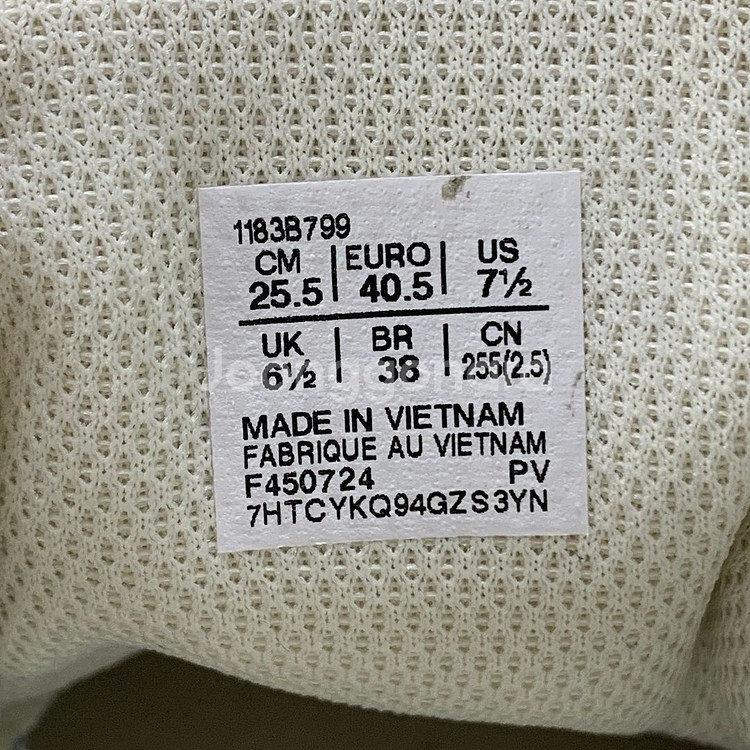 1183B799
CM | EURO | US
25.5 | 40.5 | 7½
UK | BR | CN
6½ | 38 | 255(2.5)
MADE IN VIETNAM
FABRIQUE AU VIETNAM
F450724 PV
7HTCYKQ94GZS3YN